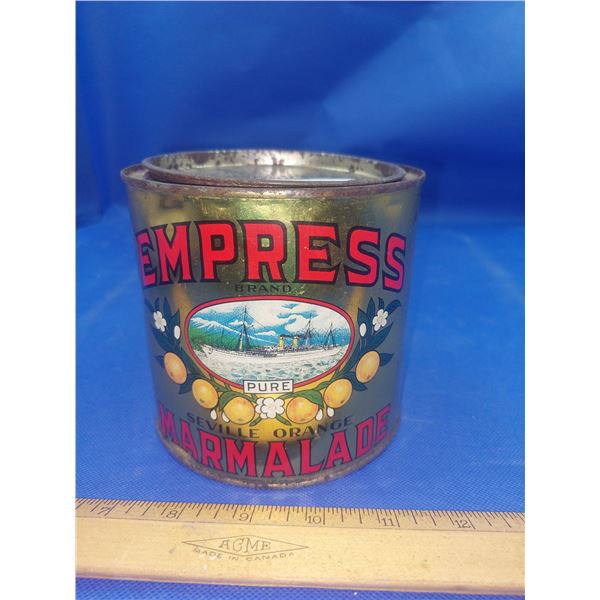 EMPRESS
BRAND
PURE
SEVILLE ORANGE
MARMALADE
7 8 9 10 11 12
ACME
MADE IN CANADA